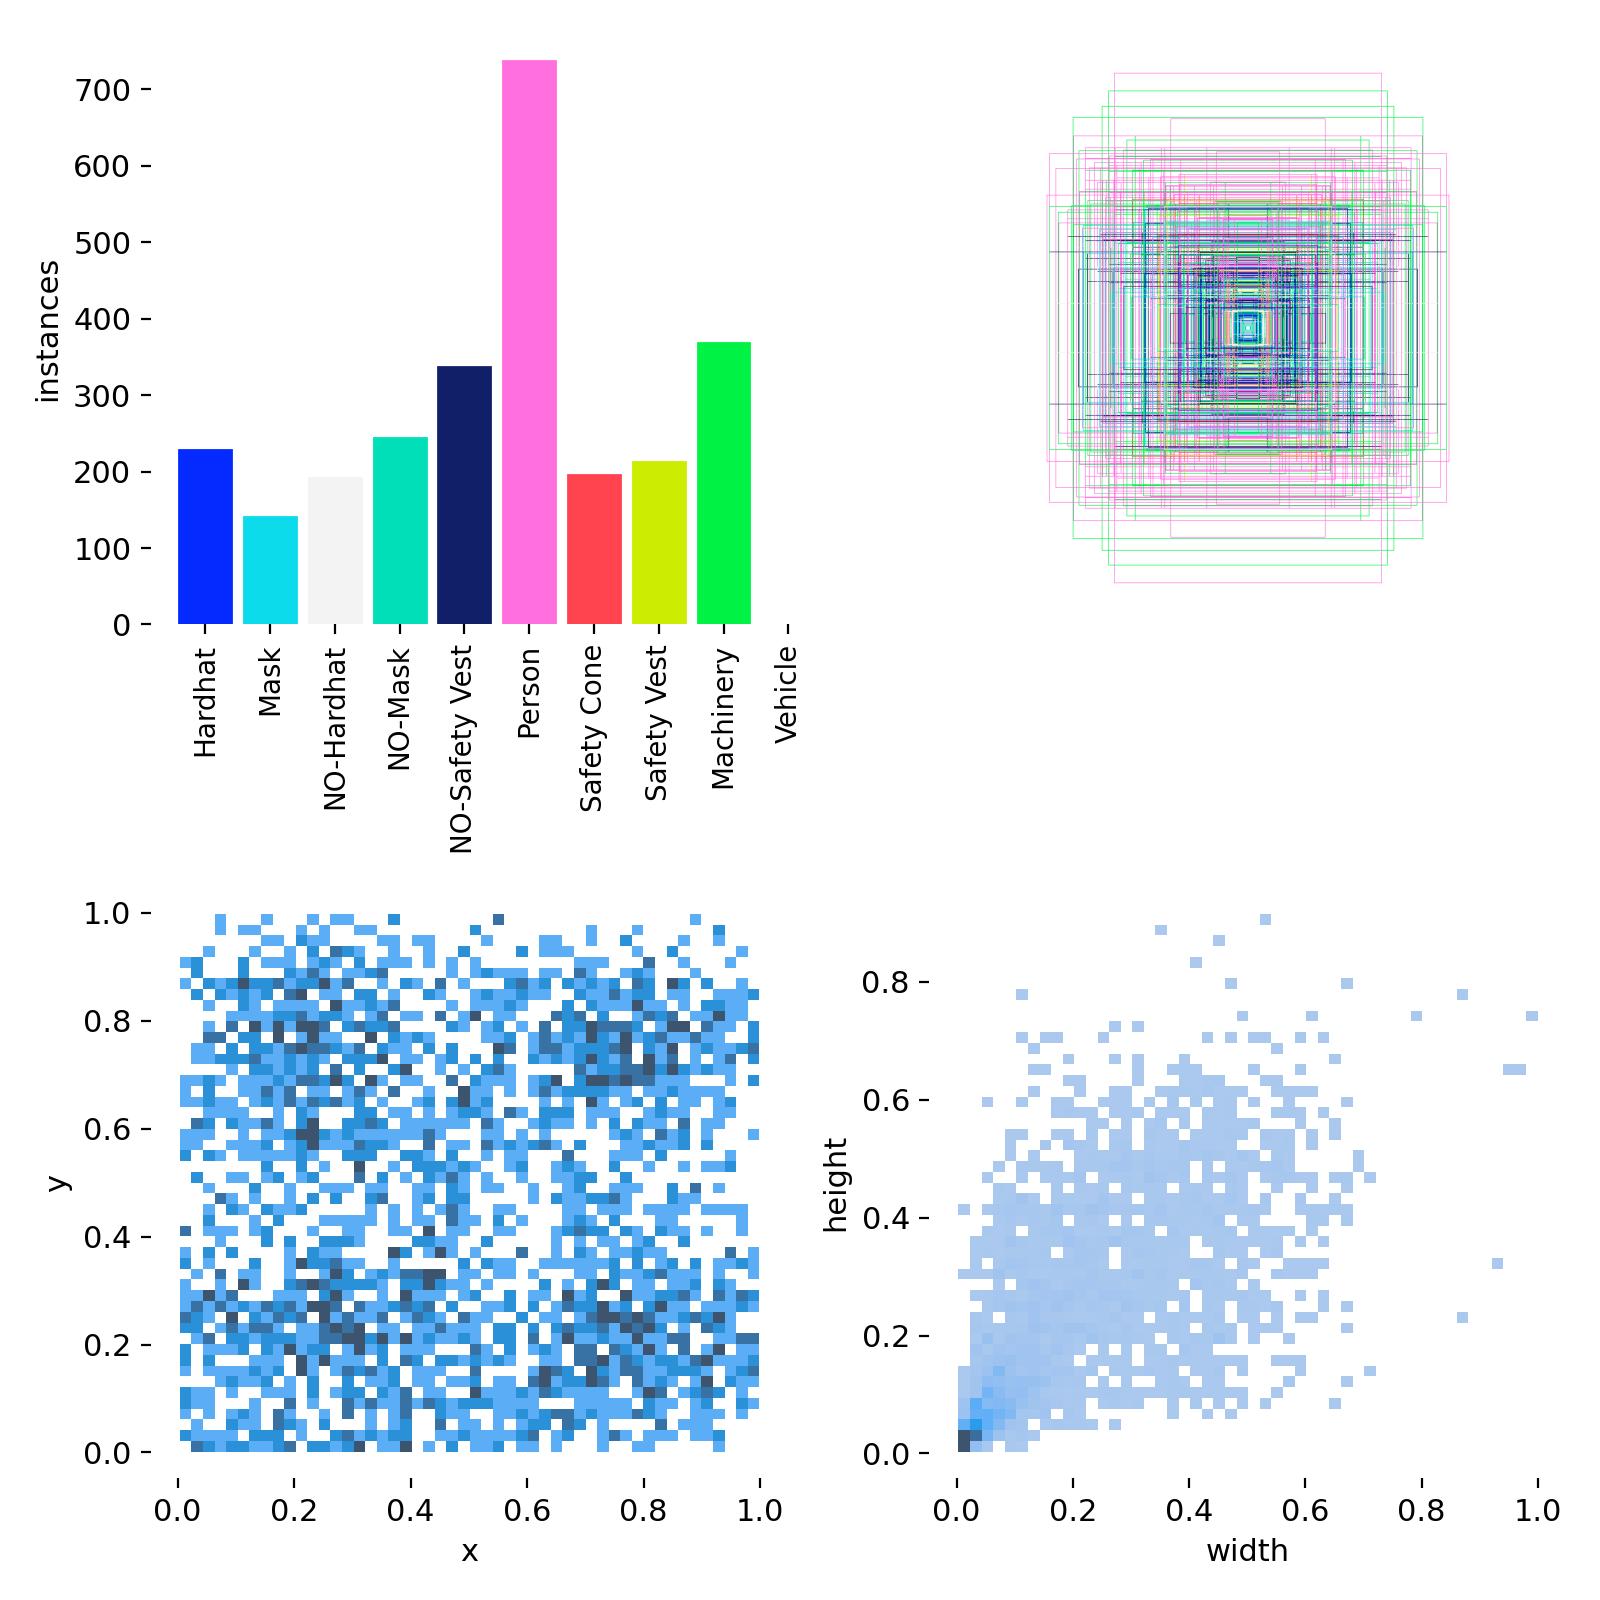 700
600
500
400
300
200
100
0
instances
Hardhat
Mask
NO-Hardhat
NO-Mask
NO-Safety Vest
Person
Safety Cone
Safety Vest
Machinery
Vehicle
1.0
0.8
0.6
0.4
0.2
0.0
y
0.0 0.2 0.4 0.6 0.8 1.0
x
0.8
0.6
0.4
0.2
0.0
height
0.0 0.2 0.4 0.6 0.8 1.0
width